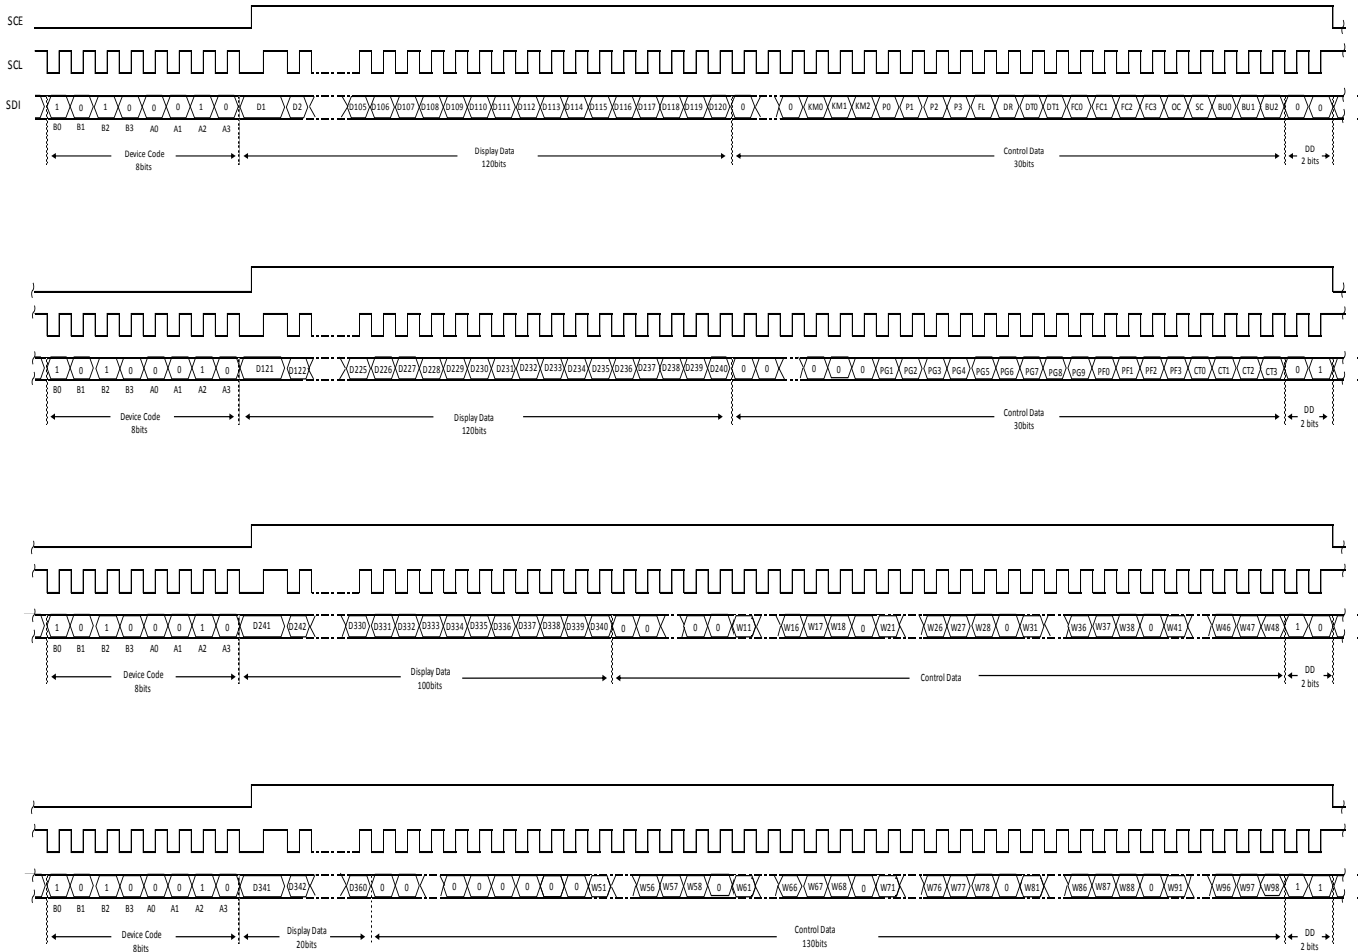 SCE
SCL
SDI 1 0 1 0 0 0 1 0 D1 D2 D105 D106 D107 D108 D109 D110 D111 D112 D113 D114 D115 D116 D117 D118 D119 D120 0 0 KM0 KM1 KM2 P0 P1 P2 P3 FL DR DT0 DT1 FC0 FC1 FC2 FC3 OC SC BU0 BU1 BU2 0 0
B0 B1 B2 B3 A0 A1 A2 A3
Device Code Display Data Control Data DD
8bits 120bits 30bits 2 bits
1 0 1 0 0 0 1 0 D121 D122 D225 D226 D227 D228 D229 D230 D231 D232 D233 D234 D235 D236 D237 D238 D239 D240 0 0 0 0 0 PG1 PG2 PG3 PG4 PG5 PG6 PG7 PG8 PG9 PF0 PF1 PF2 PF3 CT0 CT1 CT2 CT3 0 1
B0 B1 B2 B3 A0 A1 A2 A3
Device Code Display Data Control Data DD
8bits 120bits 30bits 2 bits
1 0 1 0 0 0 1 0 D241 D242 D330 D331 D332 D333 D334 D335 D336 D337 D338 D339 D340 0 0 0 0 W11 W16 W17 W18 0 W21 W26 W27 W28 0 W31 W36 W37 W38 0 W41 W46 W47 W48 1 0
B0 B1 B2 B3 A0 A1 A2 A3
Device Code Display Data Control Data DD
8bits 100bits 2 bits
1 0 1 0 0 0 1 0 D341 D342 D360 0 0 0 0 0 0 0 0 W51 W56 W57 W58 0 W61 W66 W67 W68 0 W71 W76 W77 W78 0 W81 W86 W87 W88 0 W91 W96 W97 W98 1 1
B0 B1 B2 B3 A0 A1 A2 A3
Device Code Display Data Control Data DD
8bits 20bits 130bits 2 bits